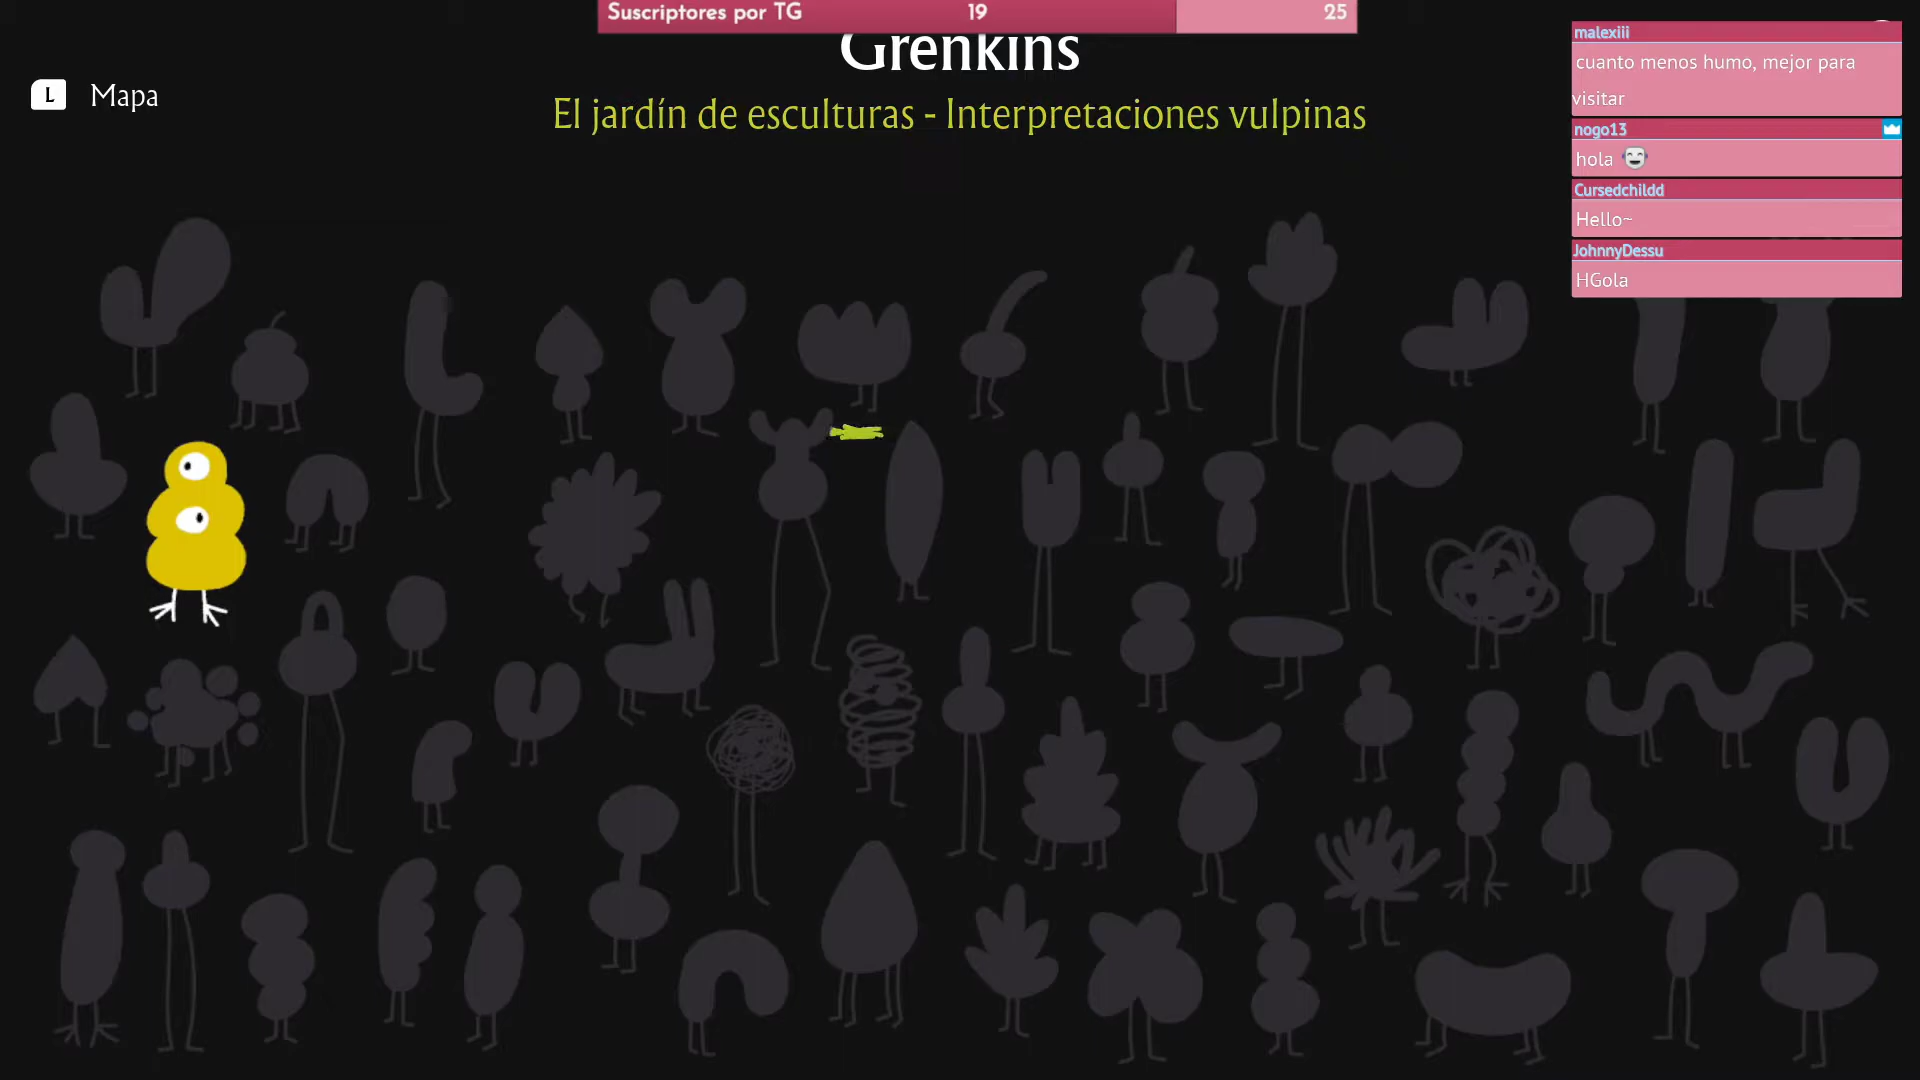 Suscriptores por TG 19 25
Grenkins
L Mapa
El jardín de esculturas - Interpretaciones vulpinas
malexiii
cuanto menos humo, mejor para
visitar
nogo13
hola
Cursedchildd
Hello~
JohnnyDessu
HGola